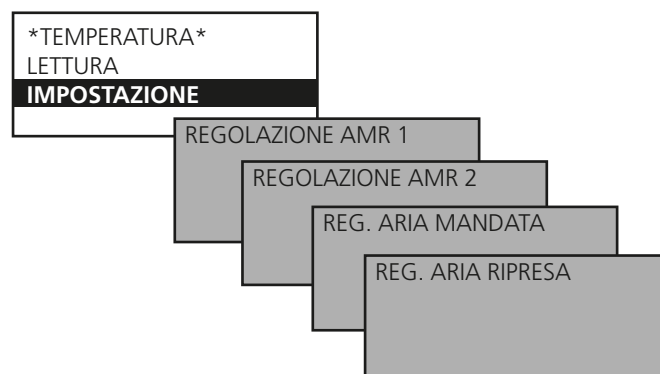 *TEMPERATURA*
LETTURA
IMPOSTAZIONE
REGOLAZIONE AMR 1
REGOLAZIONE AMR 2
REG. ARIA MANDATA
REG. ARIA RIPRESA